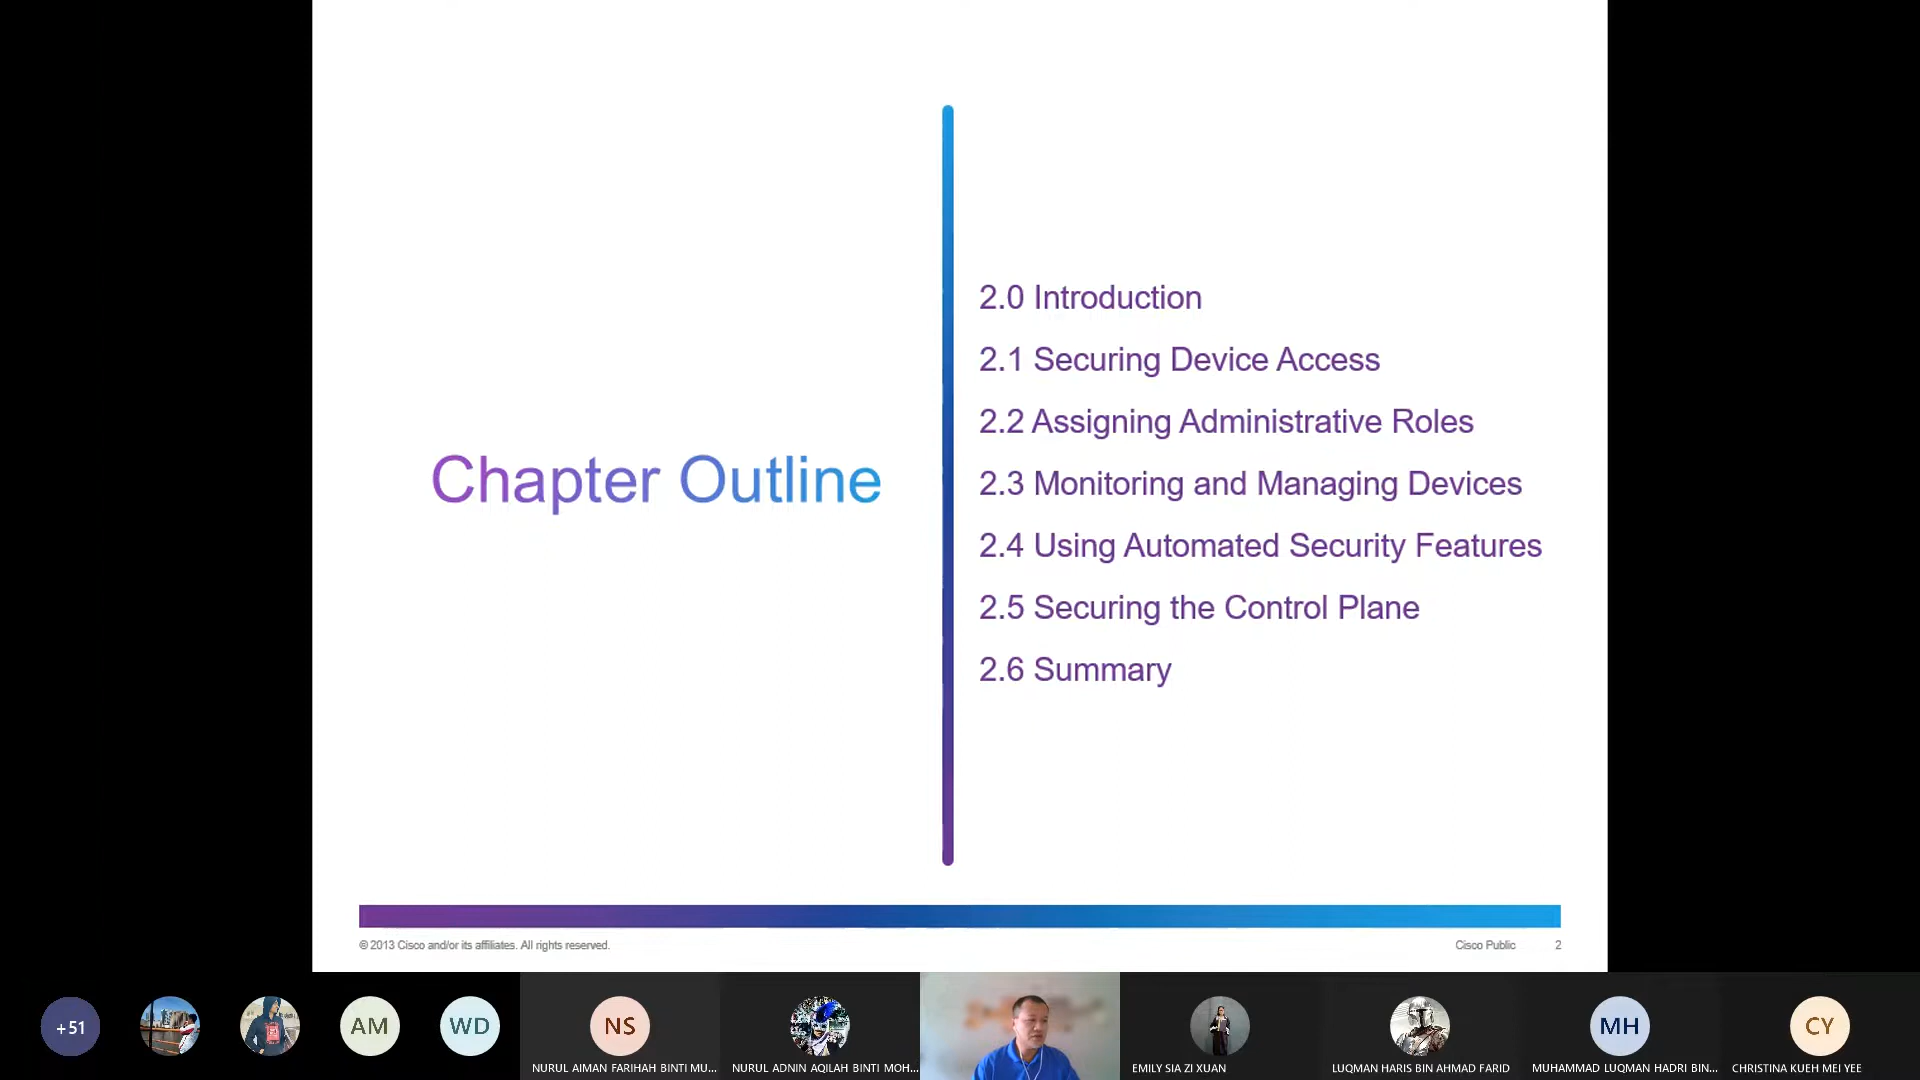 Chapter Outline
2.0 Introduction
2.1 Securing Device Access
2.2 Assigning Administrative Roles
2.3 Monitoring and Managing Devices
2.4 Using Automated Security Features
2.5 Securing the Control Plane
2.6 Summary
© 2013 Cisco and/or its affiliates. All rights reserved.
Cisco Public
2
+51
AM
WD
NS
MH
CY
NURUL AIMAN FARIHAH BINTI MU...
NURUL ADNIN AQILAH BINTI MOH...
EMILY SIA ZI XUAN
LUQMAN HARIS BIN AHMAD FARID
MUHAMMAD LUQMAN HADRI BIN...
CHRISTINA KUEH MEI YEE